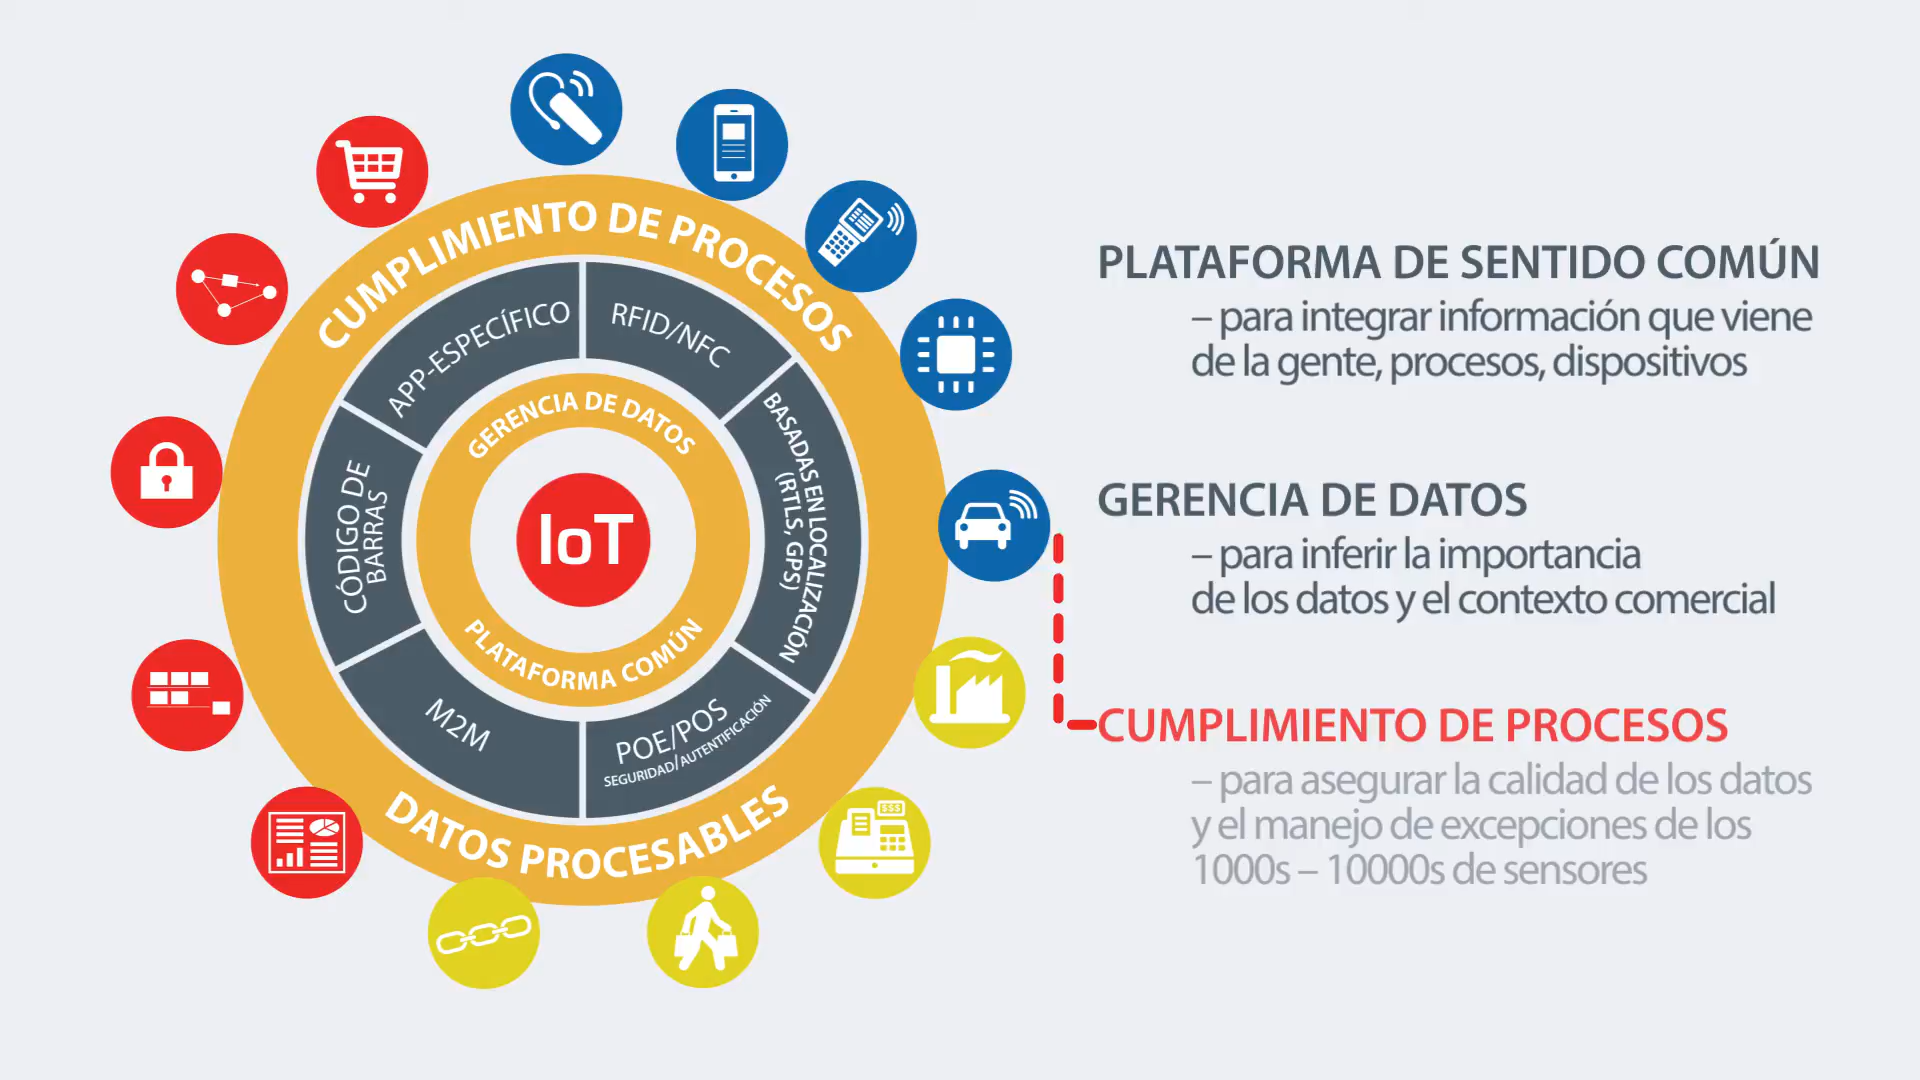 CUMPLIMIENTO DE PROCESOS
APP-ESPECÍFICO
RFID/NFC
BASADAS EN LOCALIZACIÓN
(RTLS, GPS)
POE/POS
SEGURIDAD/AUTENTIFICACIÓN
M2M
CÓDIGO DE
BARRAS
GERENCIA DE DATOS
IoT
PLATAFORMA COMÚN
DATOS PROCESABLES
$$$
PLATAFORMA DE SENTIDO COMÚN
– para integrar información que viene
de la gente, procesos, dispositivos
GERENCIA DE DATOS
– para inferir la importancia
de los datos y el contexto comercial
CUMPLIMIENTO DE PROCESOS
– para asegurar la calidad de los datos
y el manejo de excepciones de los
1000s – 10000s de sensores